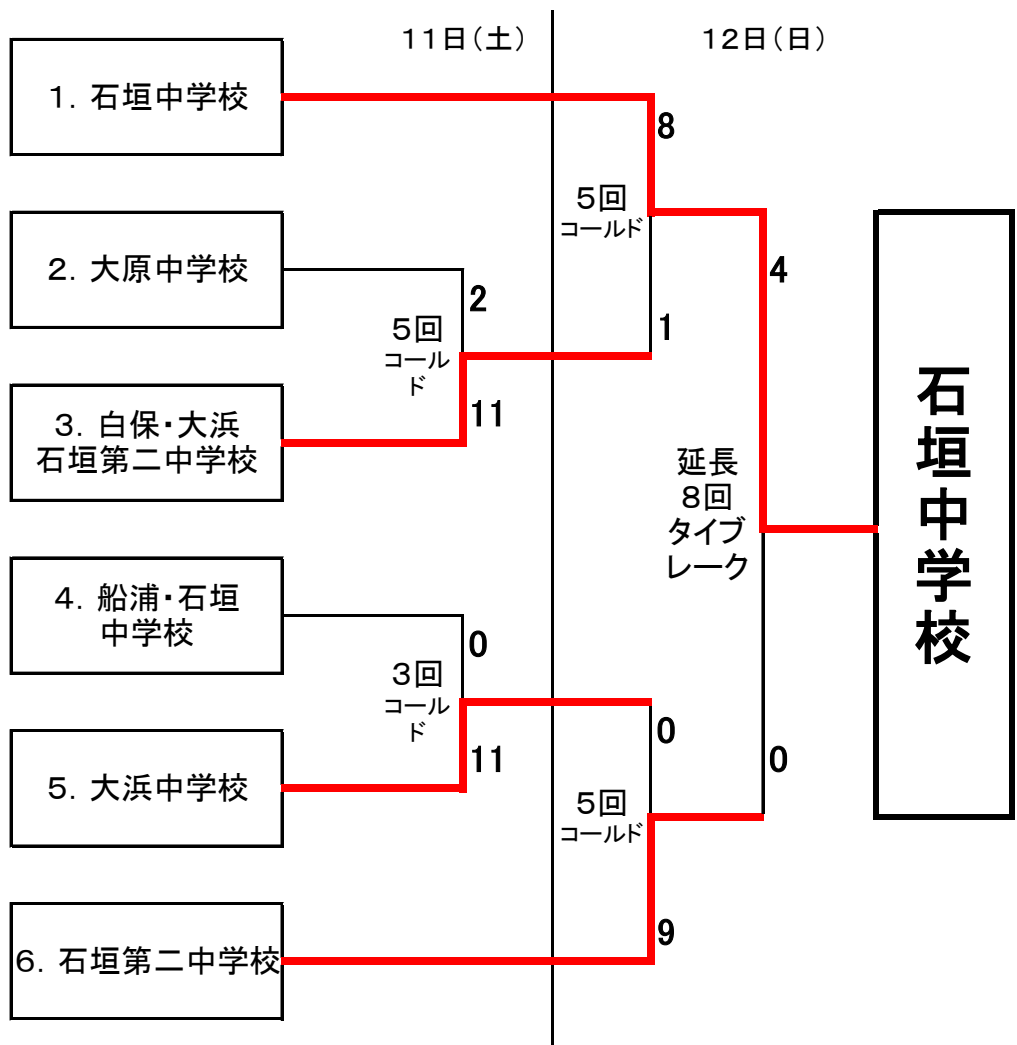 11日(土)
12日(日)
1. 石垣中学校
8
5回
コールド
2. 大原中学校
2
4
5回
コール
ド
1
3. 白保・大浜
石垣第二中学校
11
延長
8回
タイブ
レーク
石垣中学校
4. 船浦・石垣
中学校
0
3回
コール
ド
0
5. 大浜中学校
11
0
5回
コールド
6. 石垣第二中学校
9